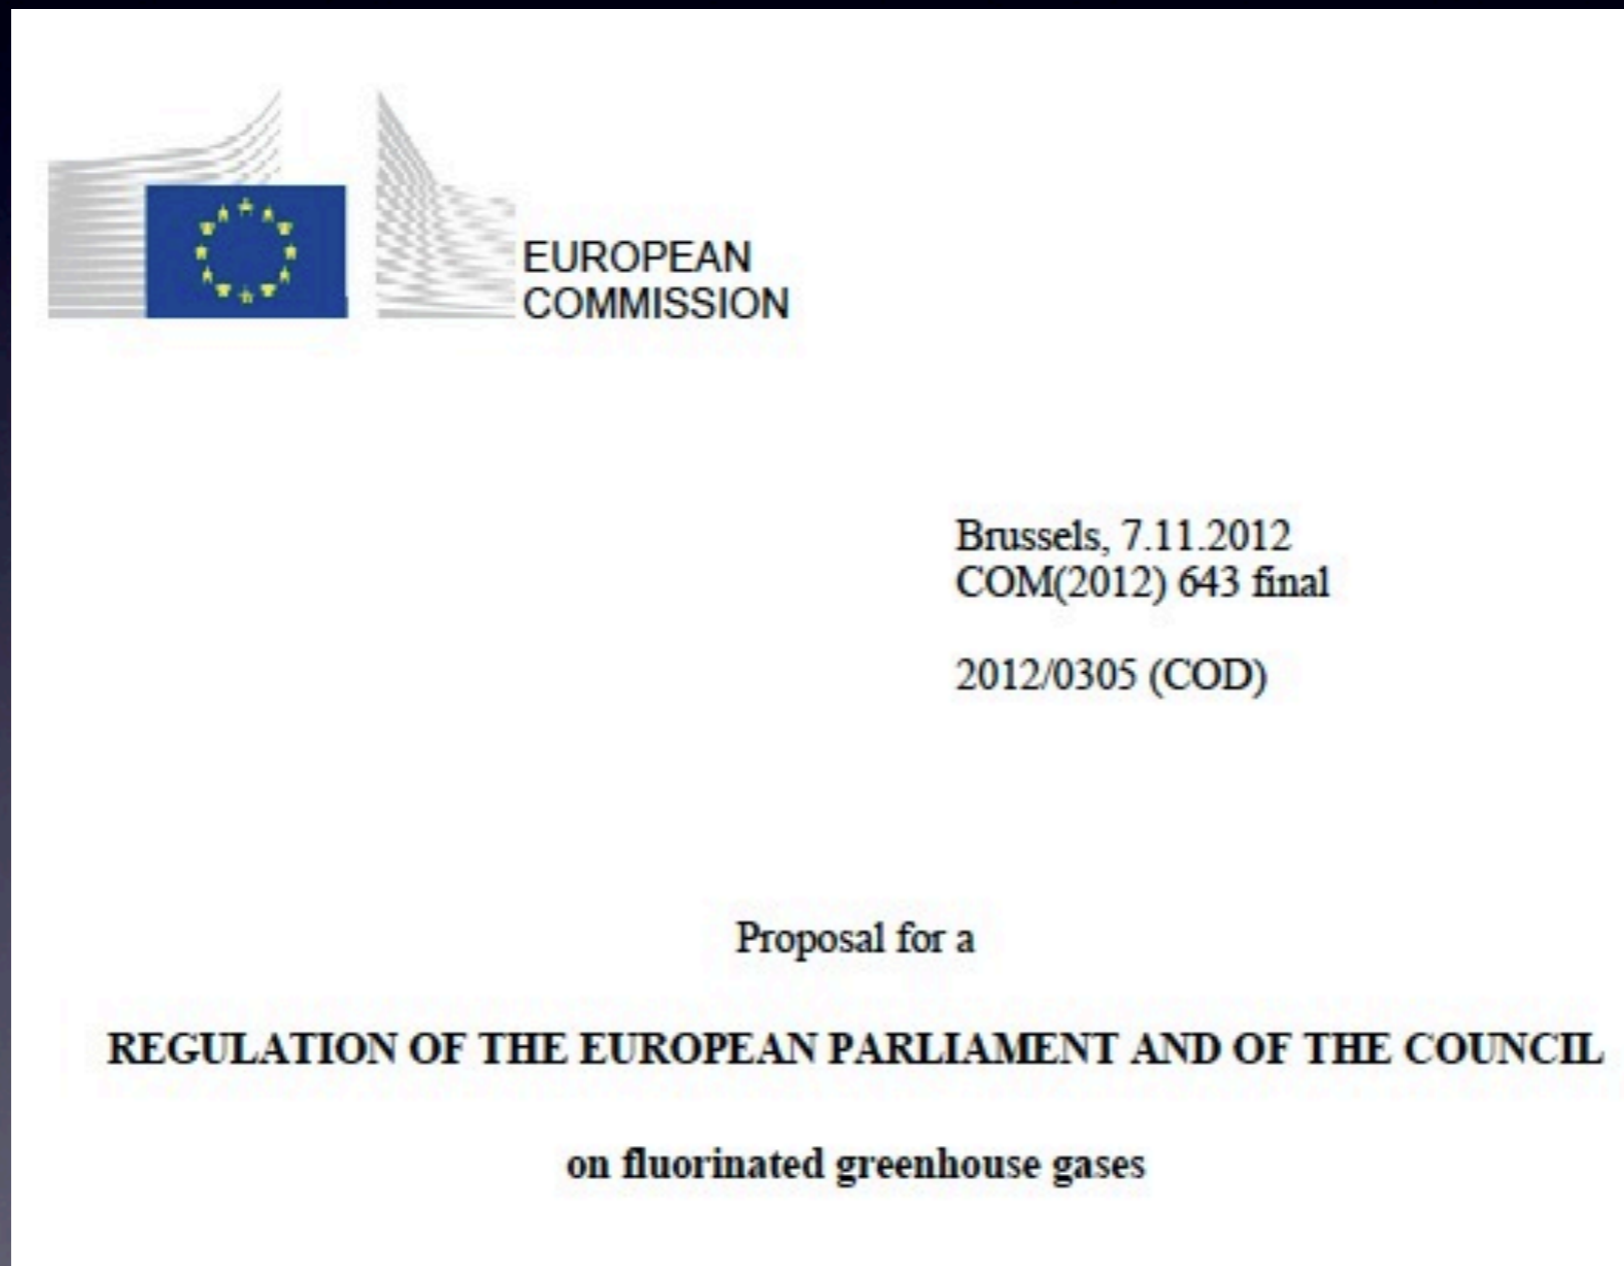 EUROPEAN
COMMISSION
Brussels, 7.11.2012
COM(2012) 643 final
2012/0305 (COD)
Proposal for a
REGULATION OF THE EUROPEAN PARLIAMENT AND OF THE COUNCIL
on fluorinated greenhouse gases